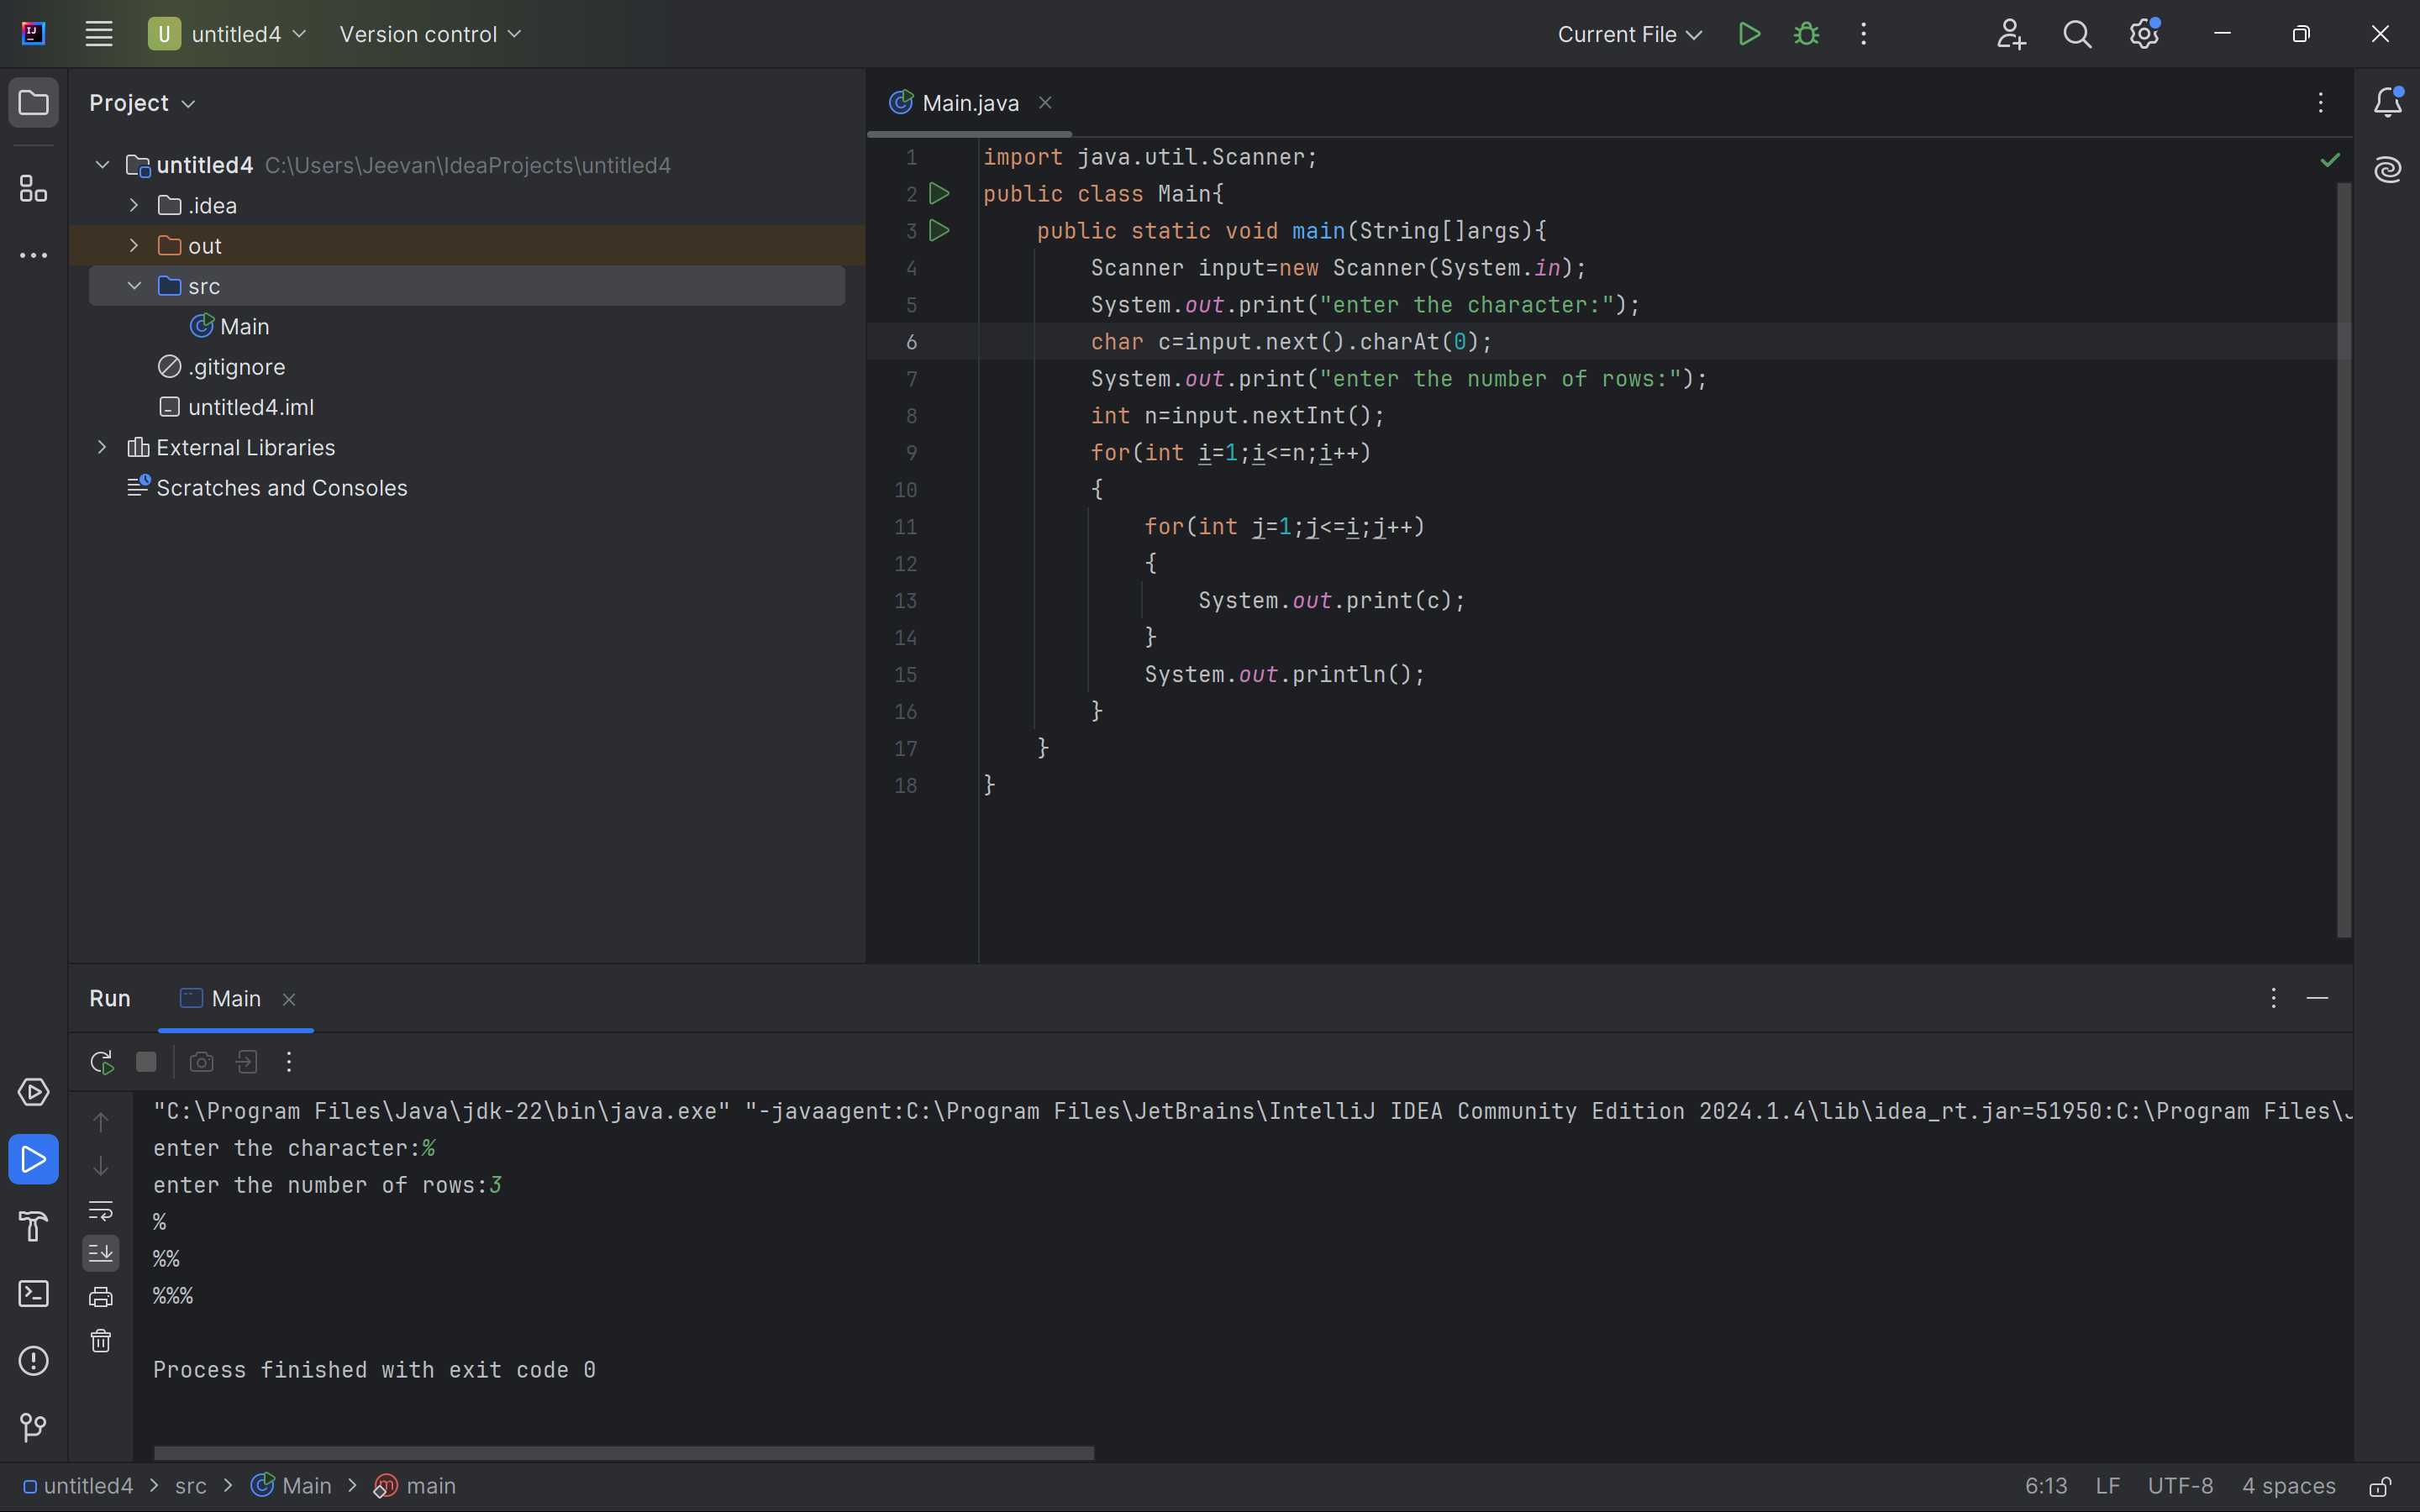 U untitled4 Version control Current File
Project
Main.java
untitled4 C:\Users\Jeevan\IdeaProjects\untitled4
.idea
out
src
Main
.gitignore
untitled4.iml
External Libraries
Scratches and Consoles
1 import java.util.Scanner;
2 public class Main{
3 public static void main(String[]args){
4 Scanner input=new Scanner(System.in);
5 System.out.print("enter the character:");
6 char c=input.next().charAt(0);
7 System.out.print("enter the number of rows:");
8 int n=input.nextInt();
9 for(int i=1;i<=n;i++)
10 {
11 for(int j=1;j<=i;j++)
12 {
13 System.out.print(c);
14 }
15 System.out.println();
16 }
17 }
18 }
Run Main
"C:\Program Files\Java\jdk-22\bin\java.exe" "-javaagent:C:\Program Files\JetBrains\IntelliJ IDEA Community Edition 2024.1.4\lib\idea_rt.jar=51950:C:\Program Files\J
enter the character:%
enter the number of rows:3
%
%%
%%%
Process finished with exit code 0
untitled4 > src > Main > main 6:13 LF UTF-8 4 spaces